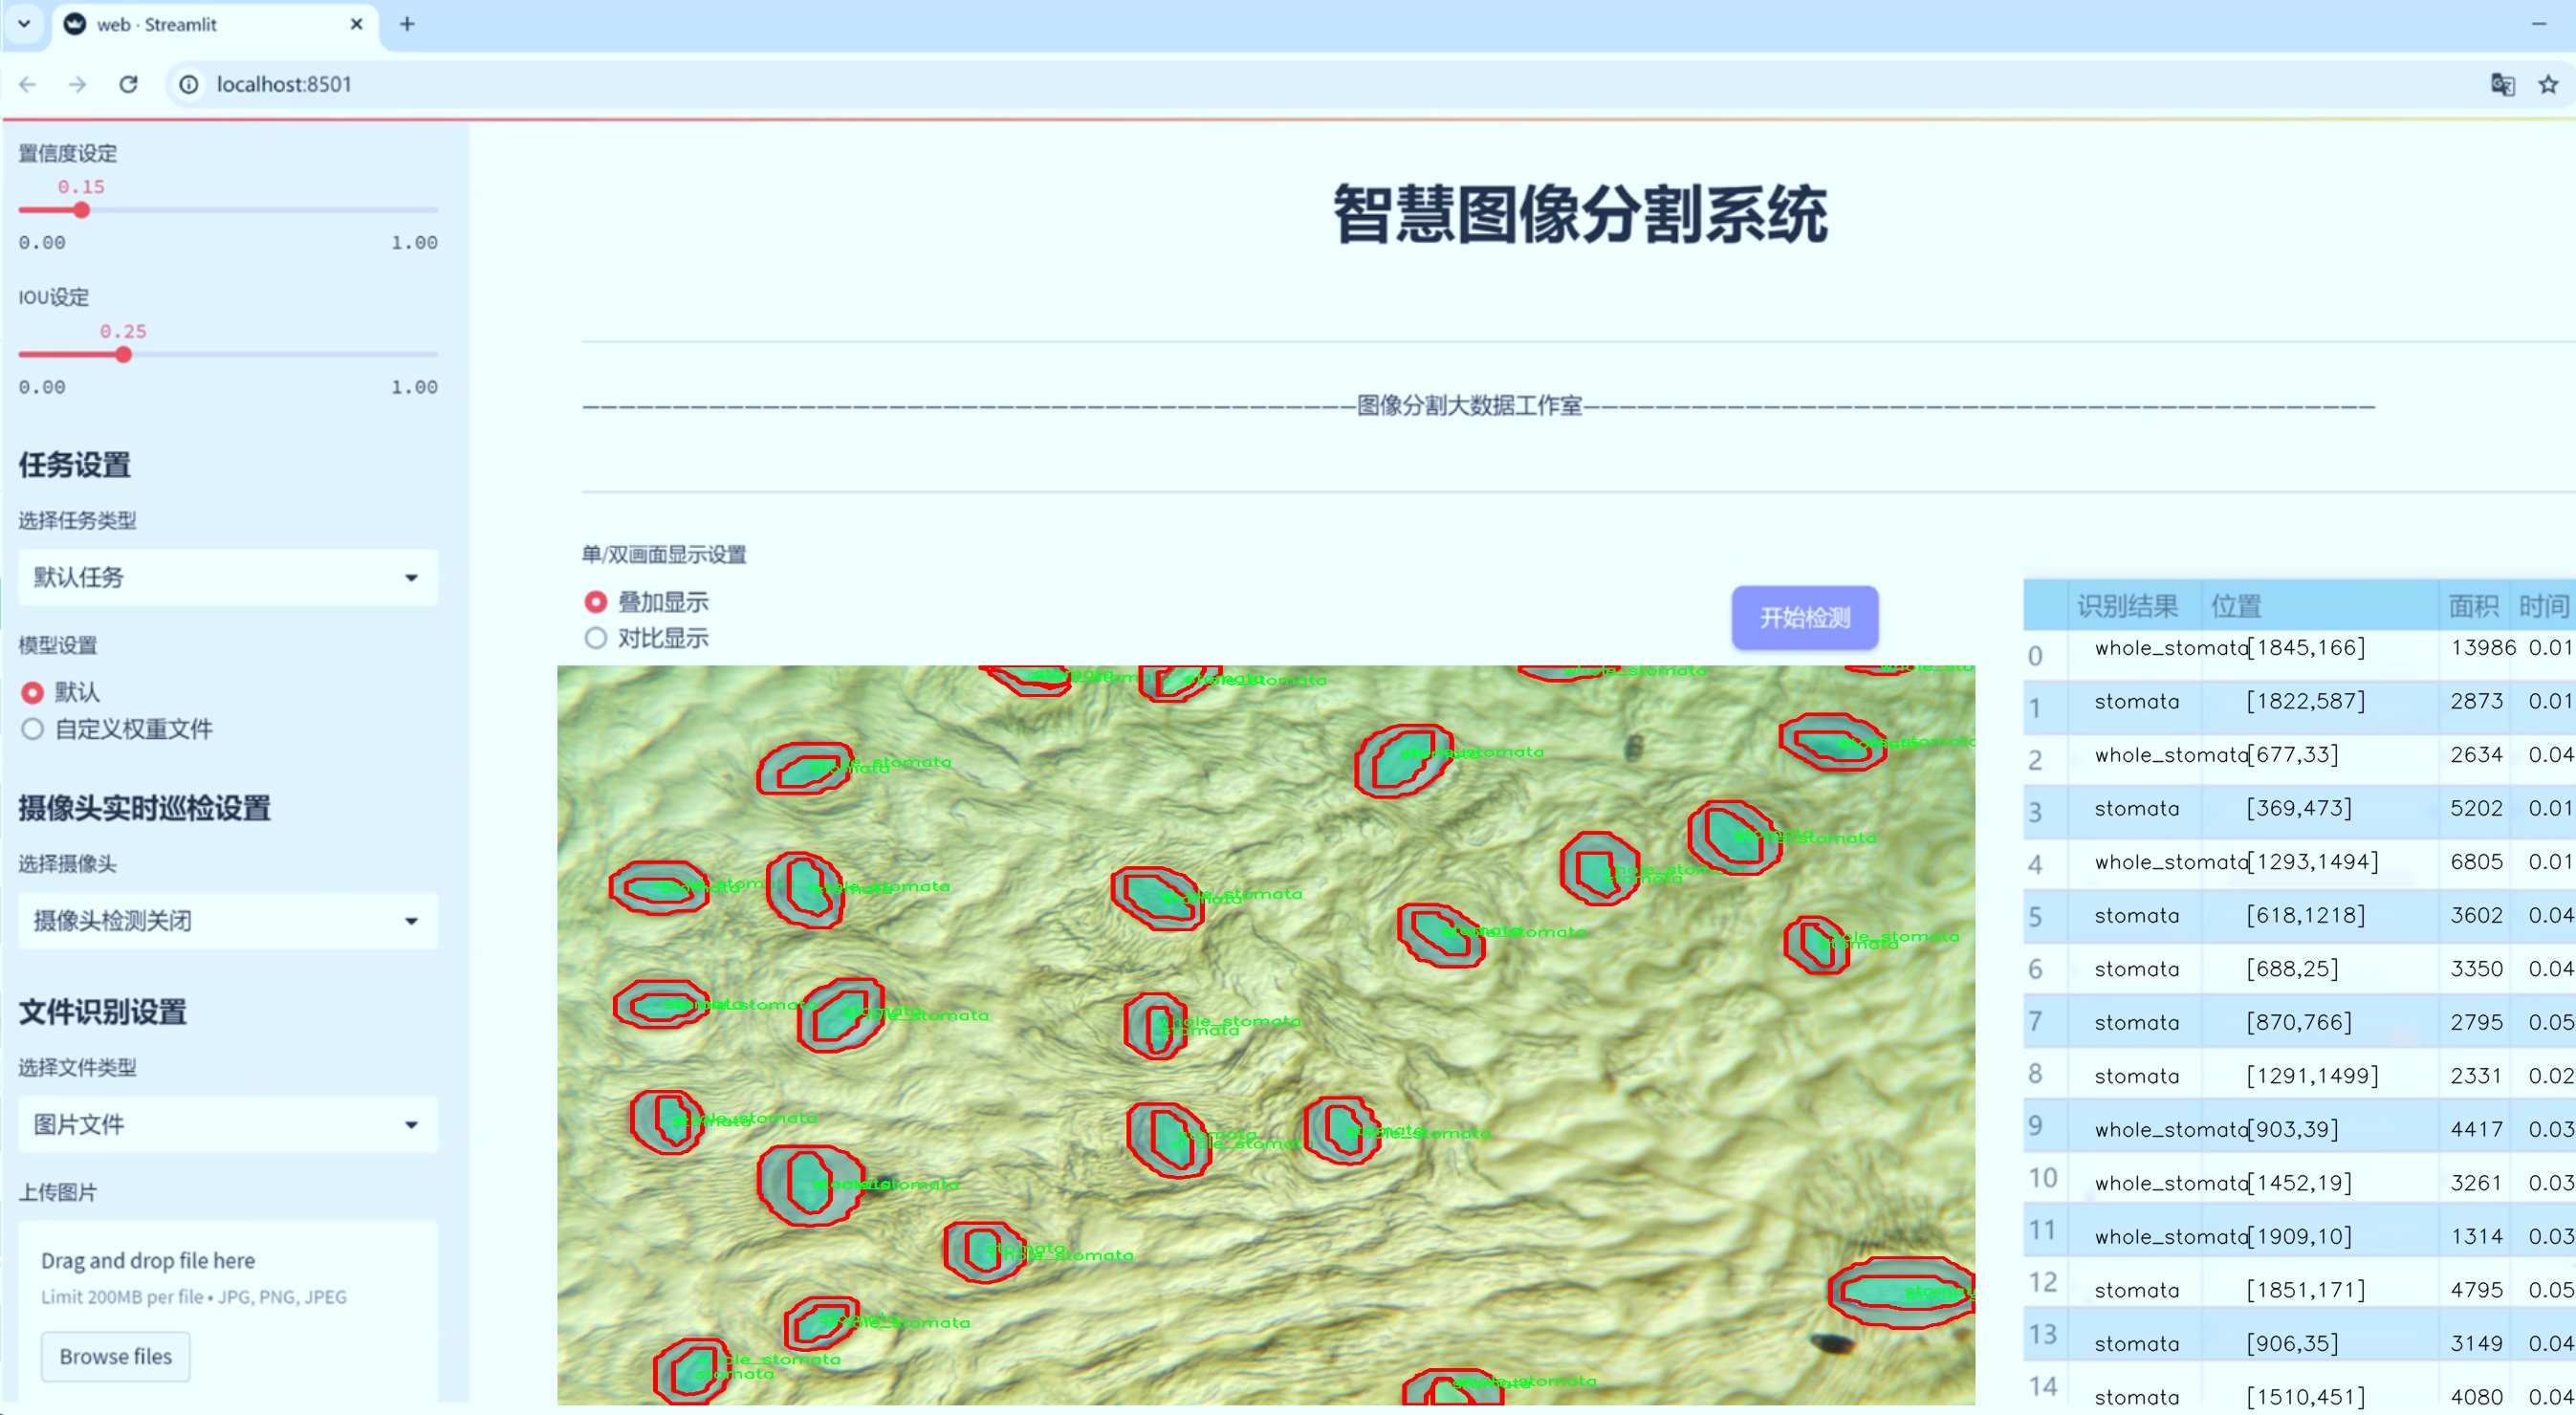 web · Streamlit
localhost:8501
置信度设定
0.15
0.00 1.00
IOU设定
0.25
0.00 1.00
任务设置
选择任务类型
默认任务
模型设置
默认
自定义权重文件
摄像头实时巡检设置
选择摄像头
摄像头检测关闭
文件识别设置
选择文件类型
图片文件
上传图片
Drag and drop file here
Limit 200MB per file • JPG, PNG, JPEG
Browse files
智慧图像分割系统
图像分割大数据工作室
单/双画面显示设置
叠加显示
对比显示
开始检测
识别结果 位置 面积 时间
0 whole_stomata [1845,166] 13986 0.01
1 stomata [1822,587] 2873 0.01
2 whole_stomata [677,33] 2634 0.04
3 stomata [369,473] 5202 0.01
4 whole_stomata [1293,1494] 6805 0.01
5 stomata [618,1218] 3602 0.04
6 stomata [688,25] 3350 0.04
7 stomata [870,766] 2795 0.05
8 stomata [1291,1499] 2331 0.02
9 whole_stomata [903,39] 4417 0.03
10 whole_stomata [1452,19] 3261 0.03
11 whole_stomata [1909,10] 1314 0.03
12 stomata [1851,171] 4795 0.05
13 stomata [906,35] 3149 0.04
14 stomata [1510,451] 4080 0.04